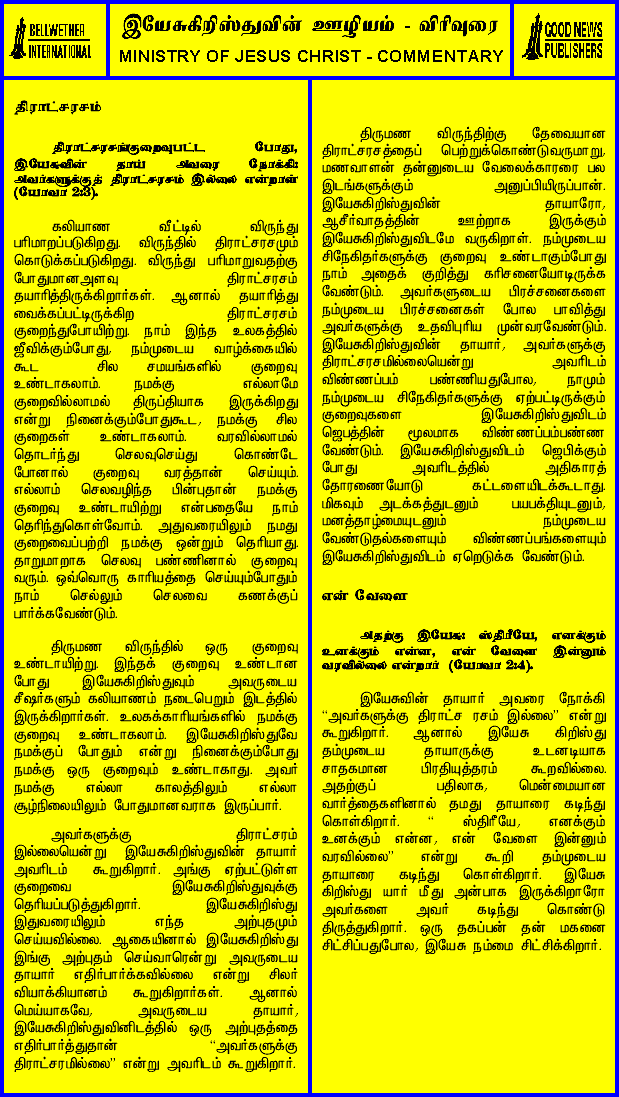 BELLWETHER
INTERNATIONAL
இயேசுகிறிஸ்துவின் ஊழியம் - விரிவுரை
MINISTRY OF JESUS CHRIST - COMMENTARY
GOOD NEWS
PUBLISHERS
திராட்சரசம்
திராட்சரசங்குறைவுபட்ட போது,
இயேசுவின் தாய் அவரை நோக்கி:
அவர்களுக்குத் திராட்சரசம் இல்லை என்றாள்
(யோவா 2:3).
கலியாண வீட்டில் விருந்து
பரிமாறப்படுகிறது. விருந்தில் திராட்சரசமும்
கொடுக்கப்படுகிறது. விருந்து பரிமாறுவதற்கு
போதுமானஅளவு திராட்சரசம்
தயாரித்திருக்கிறார்கள். ஆனால் தயாரித்து
வைக்கப்பட்டிருக்கிற திராட்சரசம்
குறைந்துபோயிற்று. நாம் இந்த உலகத்தில்
ஜீவிக்கும்போது, நம்முடைய வாழ்க்கையில்
கூட சில சமயங்களில் குறைவு
உண்டாகலாம். நமக்கு எல்லாமே
குறைவில்லாமல் திருப்தியாக இருக்கிறது
என்று நினைக்கும்போதுகூட, நமக்கு சில
குறைகள் உண்டாகலாம். வரவில்லாமல்
தொடர்ந்து செலவுசெய்து கொண்டே
போனால் குறைவு வரத்தான் செய்யும்.
எல்லாம் செலவழிந்த பின்புதான் நமக்கு
குறைவு உண்டாயிற்று என்பதையே நாம்
தெரிந்துகொள்வோம். அதுவரையிலும் நமது
குறைவைப்பற்றி நமக்கு ஒன்றும் தெரியாது.
தாறுமாறாக செலவு பண்ணினால் குறைவு
வரும். ஒவ்வொரு காரியத்தை செய்யும்போதும்
நாம் செல்லும் செலவை கணக்குப்
பார்க்கவேண்டும்.
திருமண விருந்தில் ஒரு குறைவு
உண்டாயிற்று. இந்தக் குறைவு உண்டான
போது இயேசுகிறிஸ்துவும் அவருடைய
சீஷர்களும் கலியாணம் நடைபெறும் இடத்தில்
இருக்கிறார்கள். உலகக்காரியங்களில் நமக்கு
குறைவு உண்டாகலாம். இயேசுகிறிஸ்துவே
நமக்குப் போதும் என்று நினைக்கும்போது
நமக்கு ஒரு குறைவும் உண்டாகாது. அவர்
நமக்கு எல்லா காலத்திலும் எல்லா
சூழ்நிலையிலும் போதுமானவராக இருப்பார்.
அவர்களுக்கு திராட்சரம்
இல்லையென்று இயேசுகிறிஸ்துவின் தாயார்
அவரிடம் கூறுகிறார். அங்கு ஏற்பட்டுள்ள
குறைவை இயேசுகிறிஸ்துவுக்கு
தெரியப்படுத்துகிறார். இயேசுகிறிஸ்து
இதுவரையிலும் எந்த அற்புதமும்
செய்யவில்லை. ஆகையினால் இயேசுகிறிஸ்து
இங்கு அற்புதம் செய்வாரென்று அவருடைய
தாயார் எதிர்பார்க்கவில்லை என்று சிலர்
வியாக்கியானம் கூறுகிறார்கள். ஆனால்
மெய்யாகவே, அவருடைய தாயார்,
இயேசுகிறிஸ்துவினிடத்தில் ஒரு அற்புதத்தை
எதிர்பார்த்துதான் “அவர்களுக்கு
திராட்சரமில்லை” என்று அவரிடம் கூறுகிறார்.
திருமண விருந்திற்கு தேவையான
திராட்சரசத்தைப் பெற்றுக்கொண்டுவருமாறு,
மணவாளன் தன்னுடைய வேலைக்காரரை பல
இடங்களுக்கும் அனுப்பியிருப்பான்.
இயேசுகிறிஸ்துவின் தாயாரோ,
ஆசீர்வாதத்தின் ஊற்றாக இருக்கும்
இயேசுகிறிஸ்துவிடமே வருகிறாள். நம்முடைய
சிநேகிதர்களுக்கு குறைவு உண்டாகும்போது
நாம் அதைக் குறித்து கரிசனையோடிருக்க
வேண்டும். அவர்களுடைய பிரச்சனைகளை
நம்முடைய பிரச்சனைகள் போல பாவித்து
அவர்களுக்கு உதவிபுரிய முன்வரவேண்டும்.
இயேசுகிறிஸ்துவின் தாயார், அவர்களுக்கு
திராட்சரசமில்லையென்று அவரிடம்
விண்ணப்பம் பண்ணியதுபோல, நாமும்
நம்முடைய சிநேகிதர்களுக்கு ஏற்பட்டிருக்கும்
குறைவுகளை இயேசுகிறிஸ்துவிடம்
ஜெபத்தின் மூலமாக விண்ணப்பம்பண்ண
வேண்டும். இயேசுகிறிஸ்துவிடம் ஜெபிக்கும்
போது அவரிடத்தில் அதிகாரத்
தோரணையோடு கட்டளையிடக்கூடாது.
மிகவும் அடக்கத்துடனும் பயபக்தியுடனும்,
மனத்தாழ்மையுடனும் நம்முடைய
வேண்டுதல்களையும் விண்ணப்பங்களையும்
இயேசுகிறிஸ்துவிடம் ஏறெடுக்க வேண்டும்.
என் வேளை
அதற்கு இயேசு: ஸ்திரீயே, எனக்கும்
உனக்கும் என்ன, என் வேளை இன்னும்
வரவில்லை என்றார் (யோவா 2:4).
இயேசுவின் தாயார் அவரை நோக்கி
“அவர்களுக்கு திராட்ச ரசம் இல்லை” என்று
கூறுகிறார். ஆனால் இயேசு கிறிஸ்து
தம்முடைய தாயாருக்கு உடனடியாக
சாதகமான பிரதியுத்தரம் கூறவில்லை.
அதற்குப் பதிலாக, மென்மையான
வார்த்தைகளினால் தமது தாயாரை கடிந்து
கொள்கிறார். “ ஸ்திரீயே, எனக்கும்
உனக்கும் என்ன, என் வேளை இன்னும்
வரவில்லை” என்று கூறி தம்முடைய
தாயாரை கடிந்து கொள்கிறார். இயேசு
கிறிஸ்து யார் மீது அன்பாக இருக்கிறாரோ
அவர்களை அவர் கடிந்து கொண்டு
திருத்துகிறார். ஒரு தகப்பன் தன் மகனை
சிட்சிப்பதுபோல, இயேசு நம்மை சிட்சிக்கிறார்.